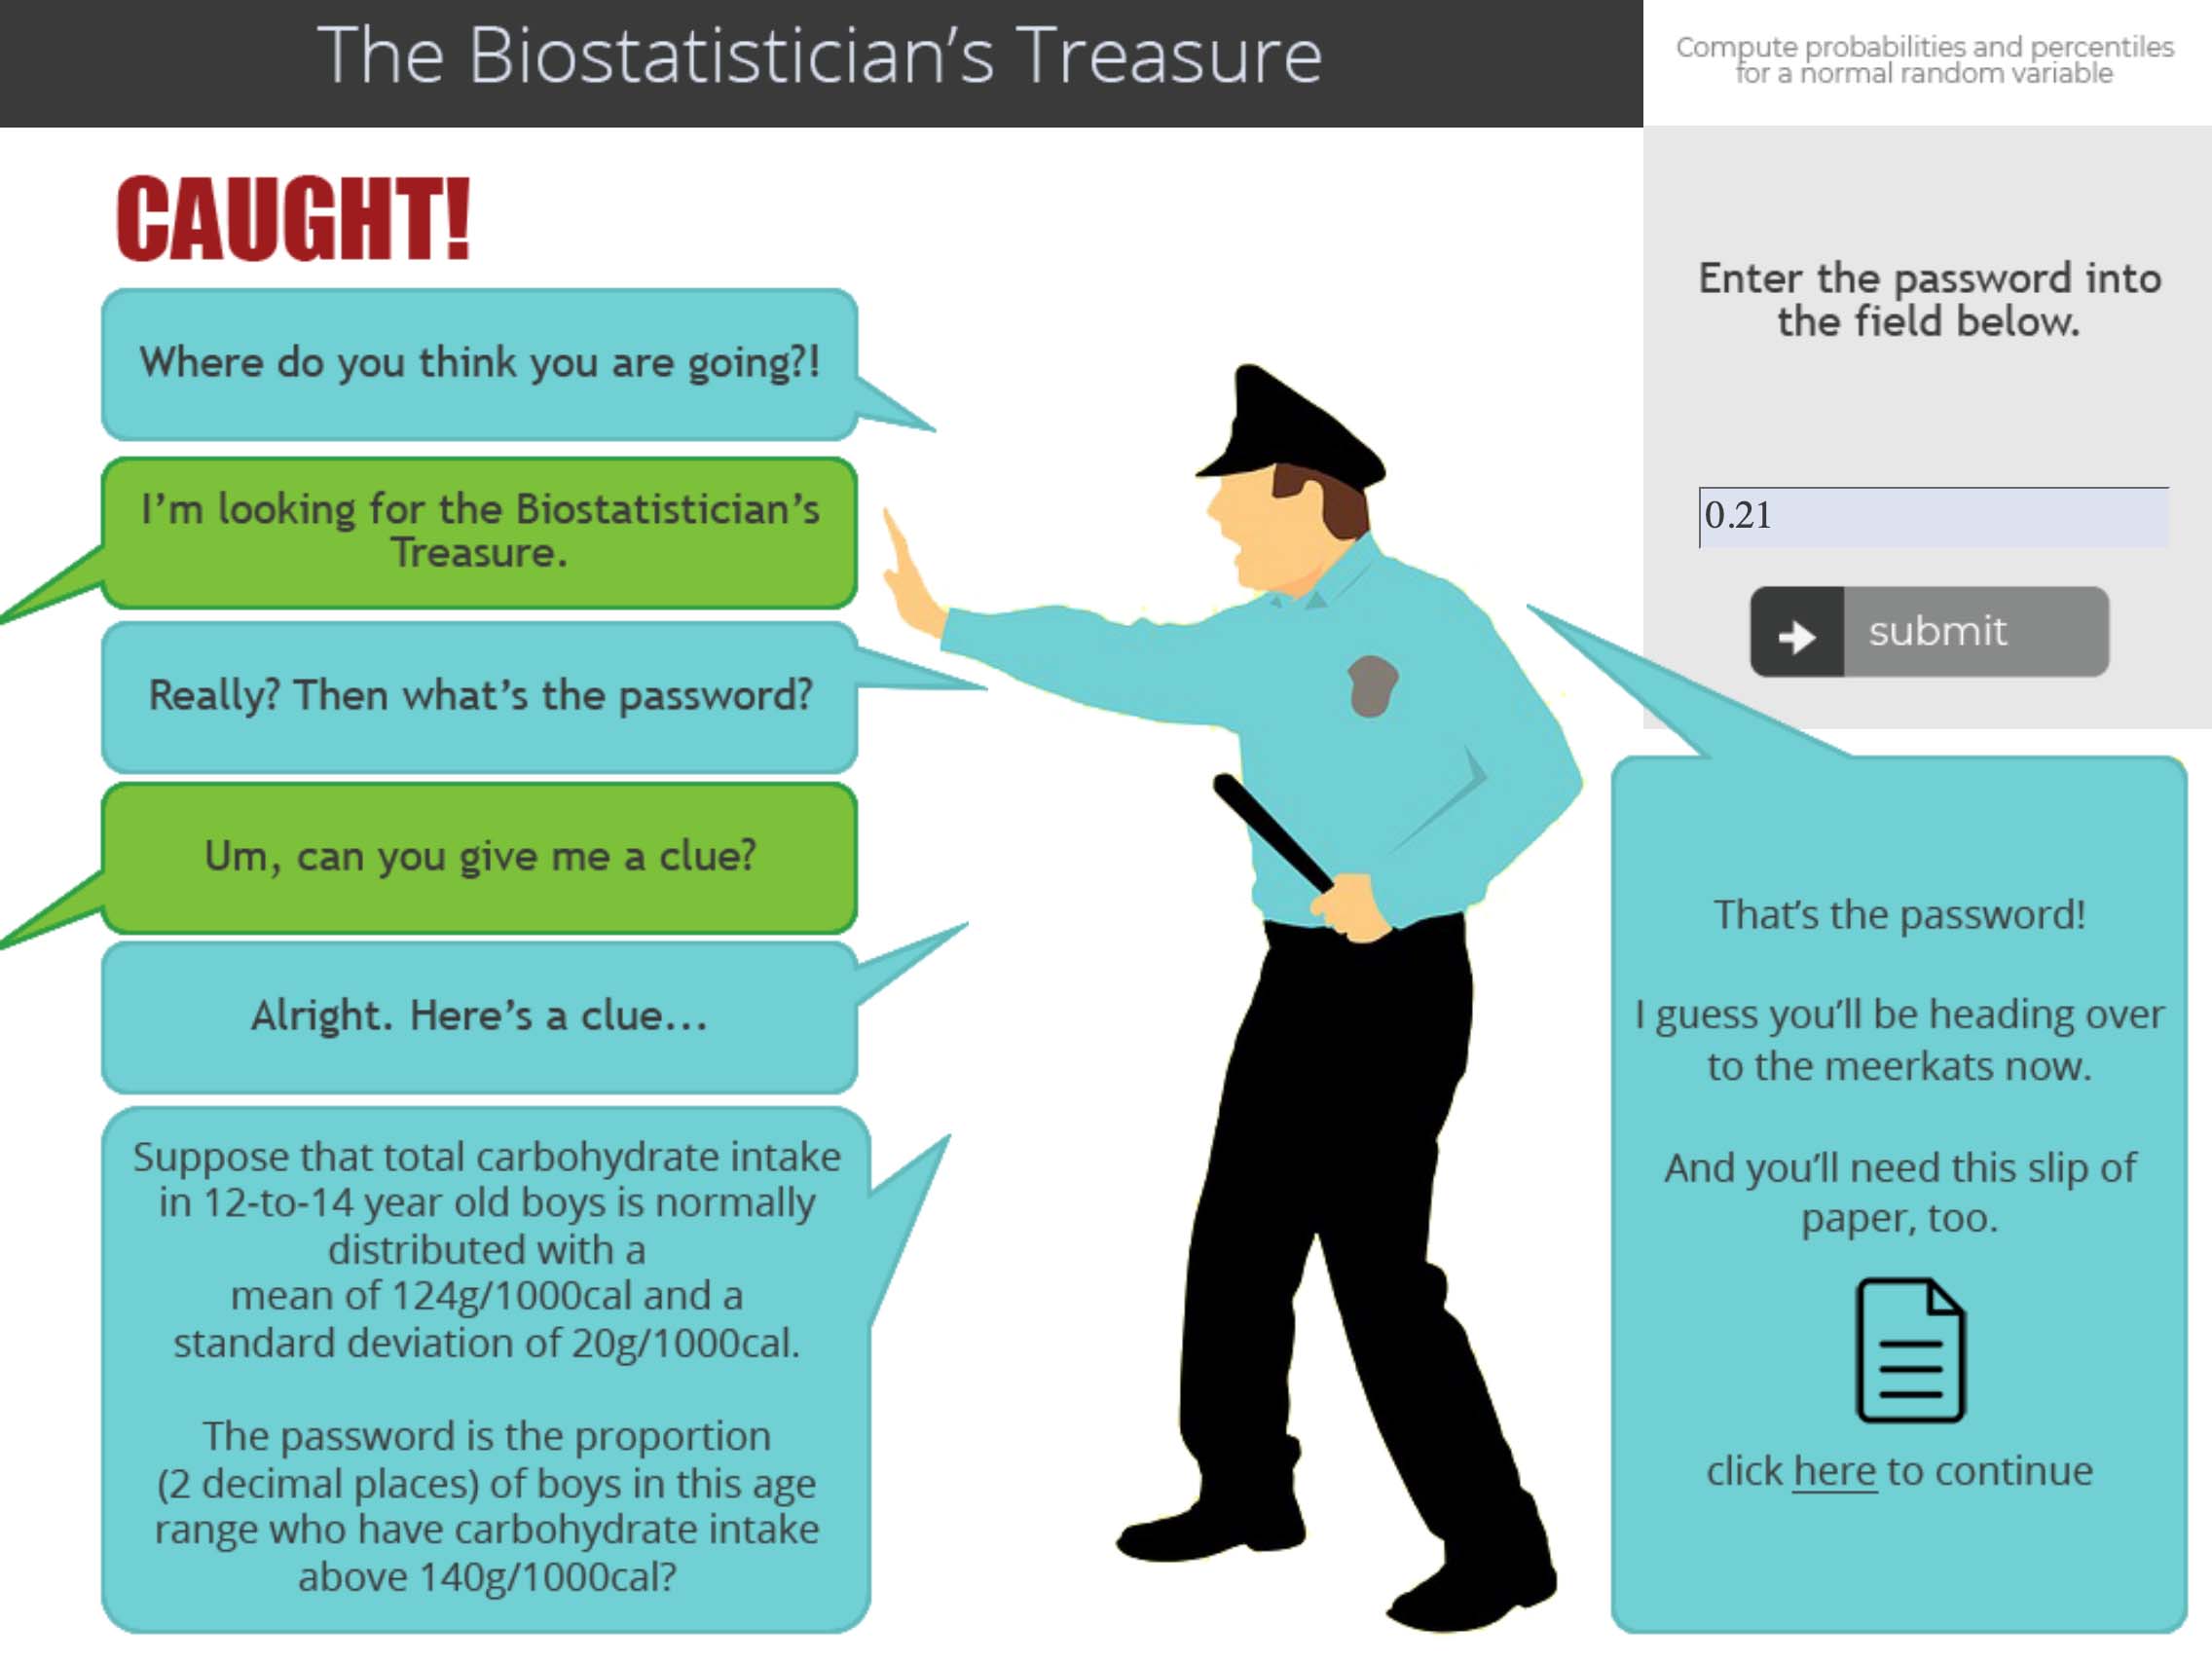 The Biostatistician’s Treasure
Compute probabilities and percentiles
for a normal random variable
CAUGHT!
Where do you think you are going?!
I’m looking for the Biostatistician’s
Treasure.
Really? Then what’s the password?
Um, can you give me a clue?
Alright. Here’s a clue...
Suppose that total carbohydrate intake
in 12-to-14 year old boys is normally
distributed with a
mean of 124g/1000cal and a
standard deviation of 20g/1000cal.
The password is the proportion
(2 decimal places) of boys in this age
range who have carbohydrate intake
above 140g/1000cal?
Enter the password into
the field below.
0.21
submit
That’s the password!
I guess you’ll be heading over
to the meerkats now.
And you’ll need this slip of
paper, too.
click here to continue